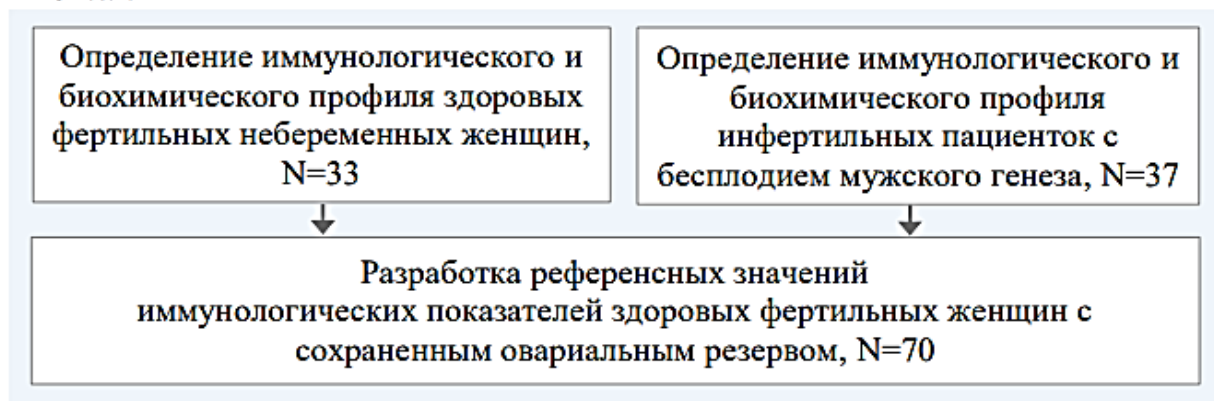 Определение иммунологического и
биохимического профиля здоровых
фертильных небеременных женщин,
N=33
Определение иммунологического и
биохимического профиля
инфертильных пациенток с
бесплодием мужского генеза, N=37
Разработка референсных значений
иммунологических показателей здоровых фертильных женщин с
сохраненным овариальным резервом, N=70